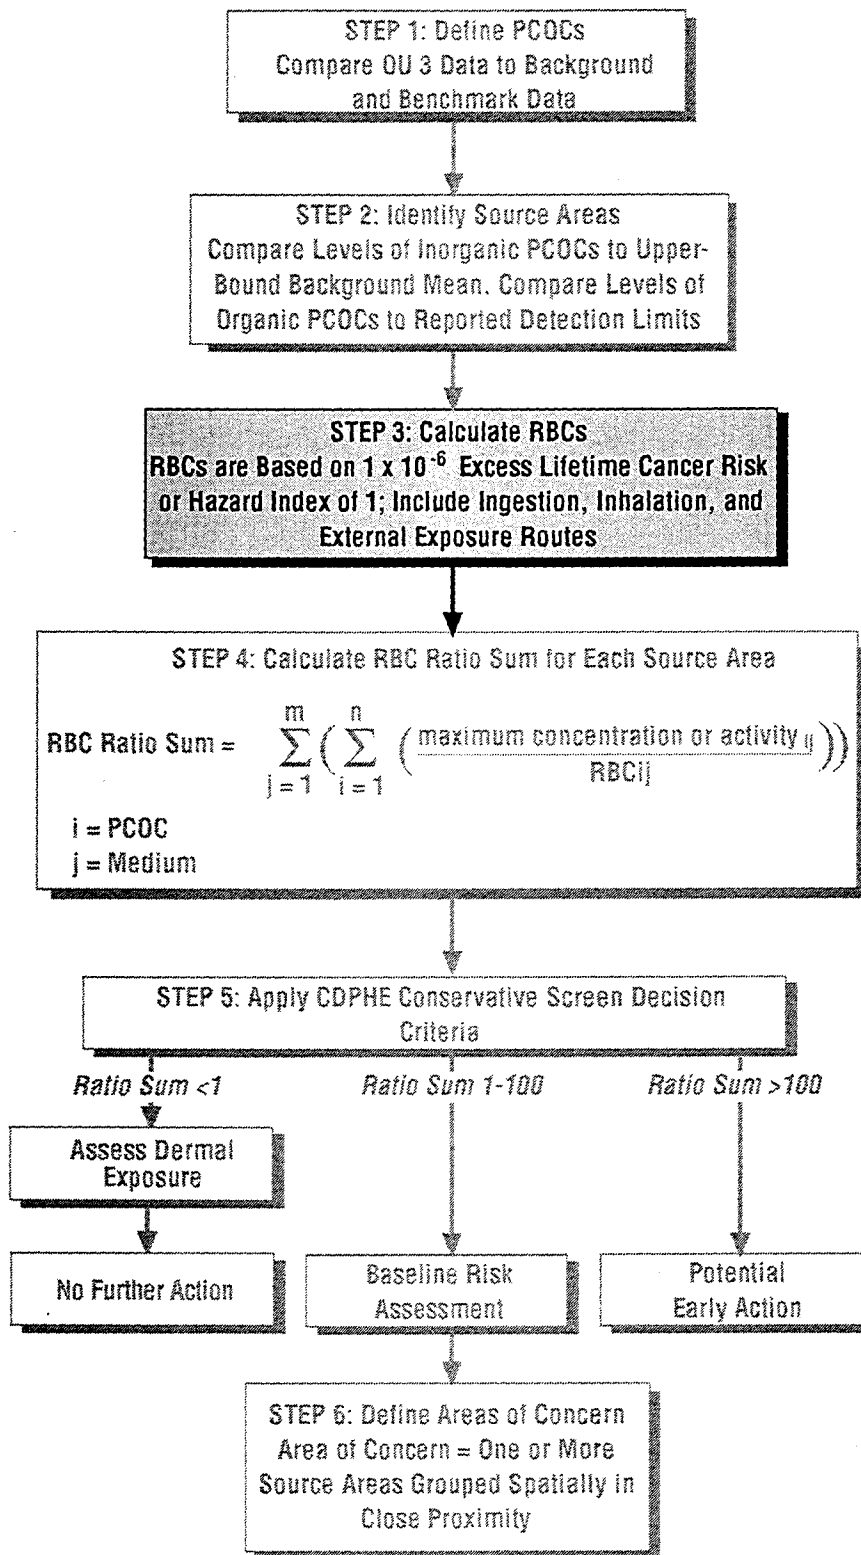 STEP 1: Define PCOCs
Compare OU 3 Data to Background
and Benchmark Data
STEP 2: Identify Source Areas
Compare Levels of Inorganic PCOCs to Upper-
Bound Background Mean. Compare Levels of
Organic PCOCs to Reported Detection Limits
STEP 3: Calculate RBCs
RBCs are Based on 1 x 10⁻⁶ Excess Lifetime Cancer Risk
or Hazard Index of 1; Include Ingestion, Inhalation, and
External Exposure Routes
STEP 4: Calculate RBC Ratio Sum for Each Source Area
RBC Ratio Sum = m ∑ j = 1 ( n ∑ i = 1 ( maximum concentration or activity ij / RBCij ))
i = PCOC
j = Medium
STEP 5: Apply CDPHE Conservative Screen Decision
Criteria
Ratio Sum <1
Ratio Sum 1-100
Ratio Sum >100
Assess Dermal
Exposure
No Further Action
Baseline Risk
Assessment
Potential
Early Action
STEP 6: Define Areas of Concern
Area of Concern = One or More
Source Areas Grouped Spatially in
Close Proximity